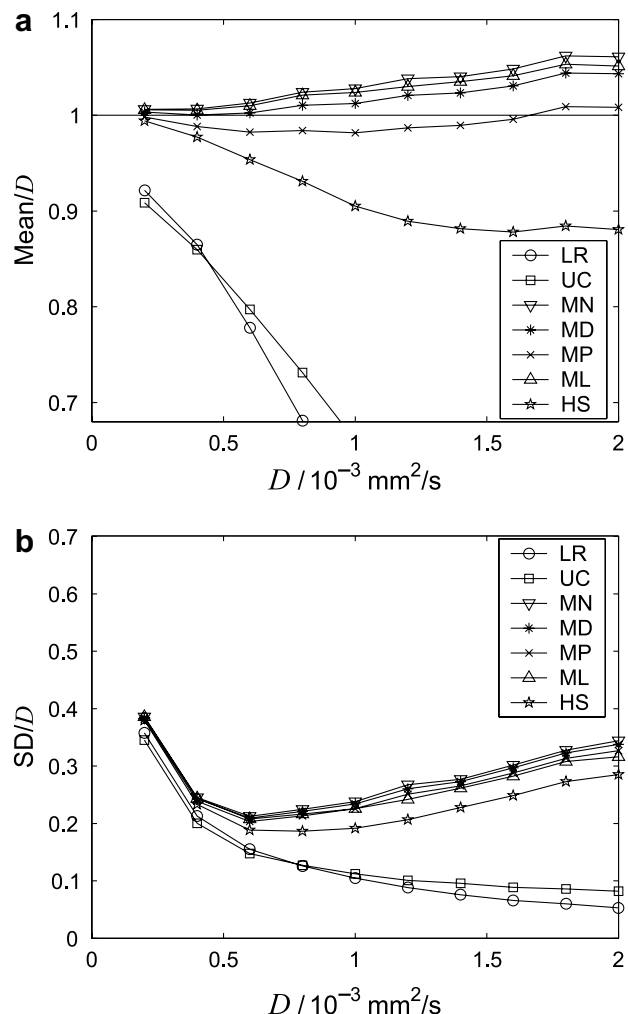 a
1.1
1
0.9
0.8
0.7
Mean/D
LR
UC
MN
MD
MP
ML
HS
0 0.5 1 1.5 2
D / 10⁻³ mm²/s
b
0.7
0.6
0.5
0.4
0.3
0.2
0.1
0
SD/D
LR
UC
MN
MD
MP
ML
HS
0 0.5 1 1.5 2
D / 10⁻³ mm²/s